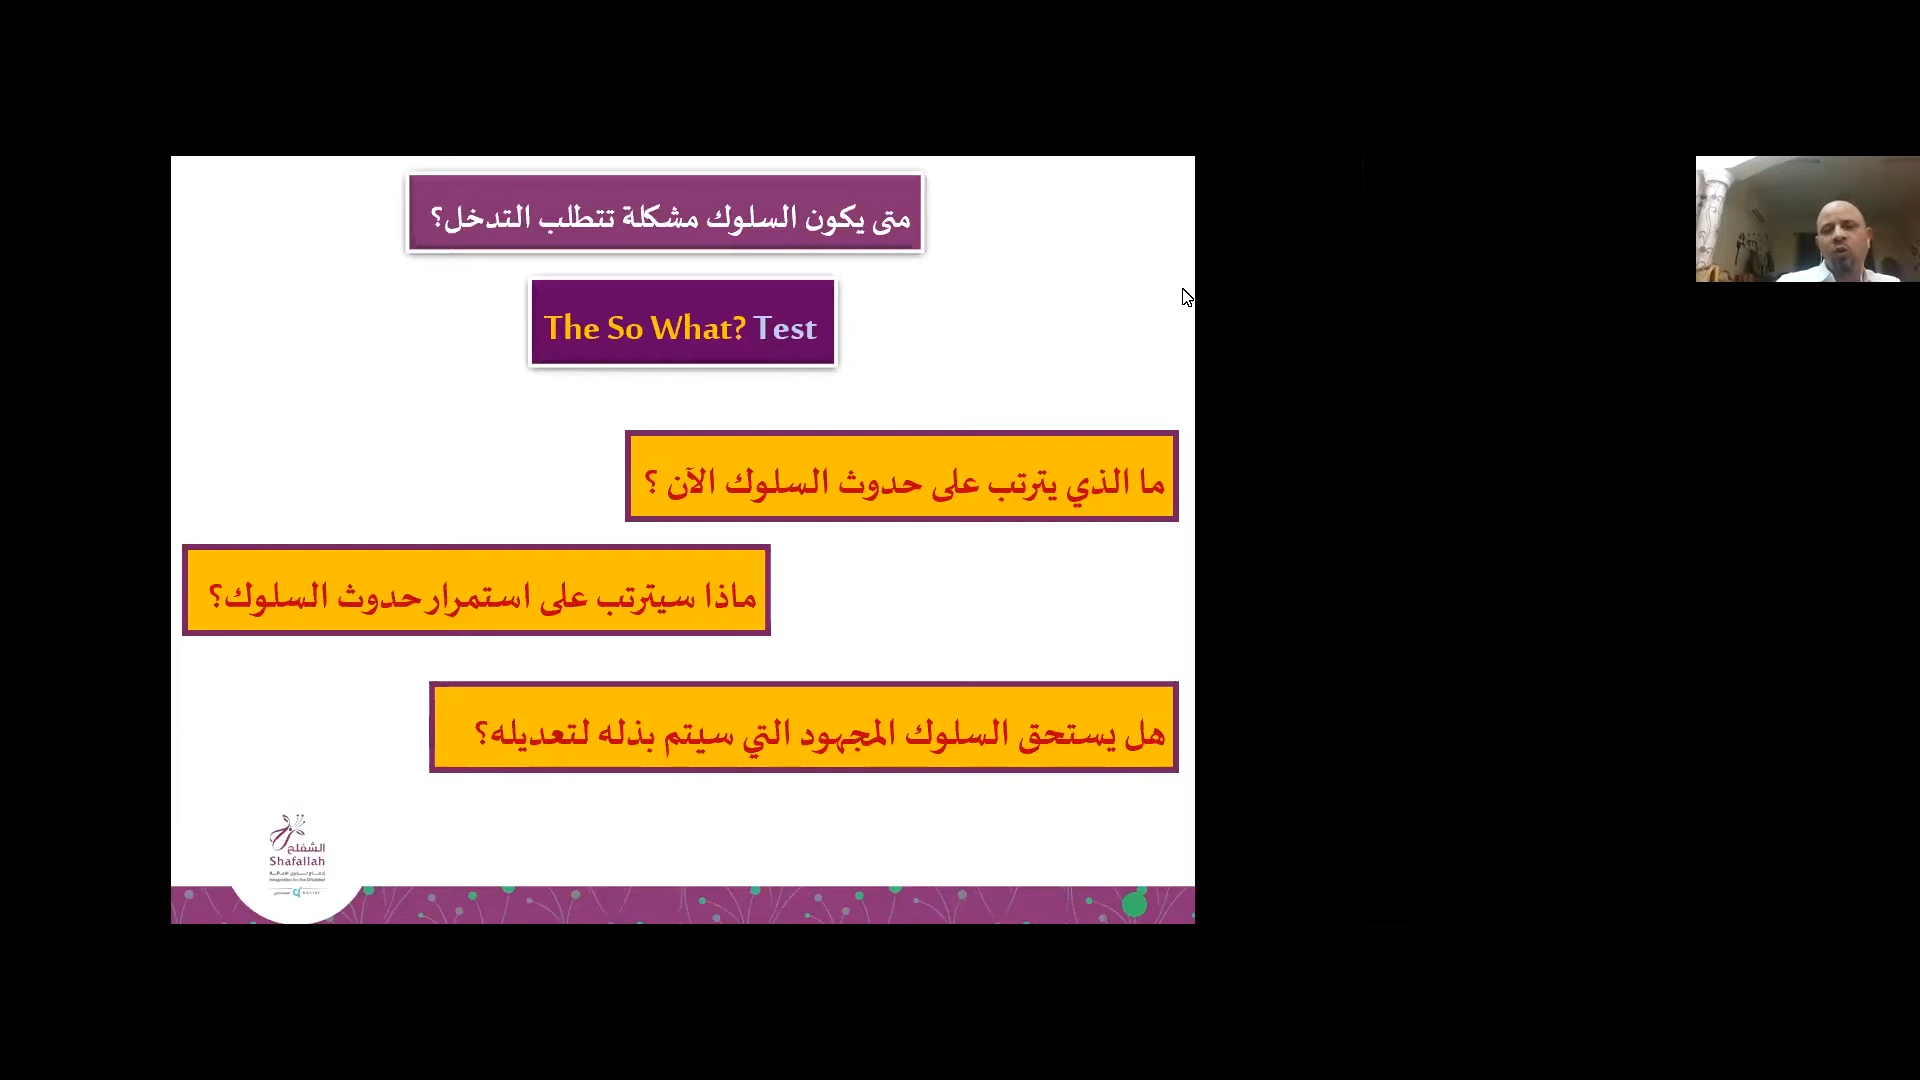 متى يكون السلوك مشكلة تتطلب التدخل؟
The So What? Test
ما الذي يترتب على حدوث السلوك الآن ؟
ماذا سيترتب على استمرار حدوث السلوك؟
هل يستحق السلوك المجهود التي سيتم بذله لتعديله؟
الشفلح
Shafallah